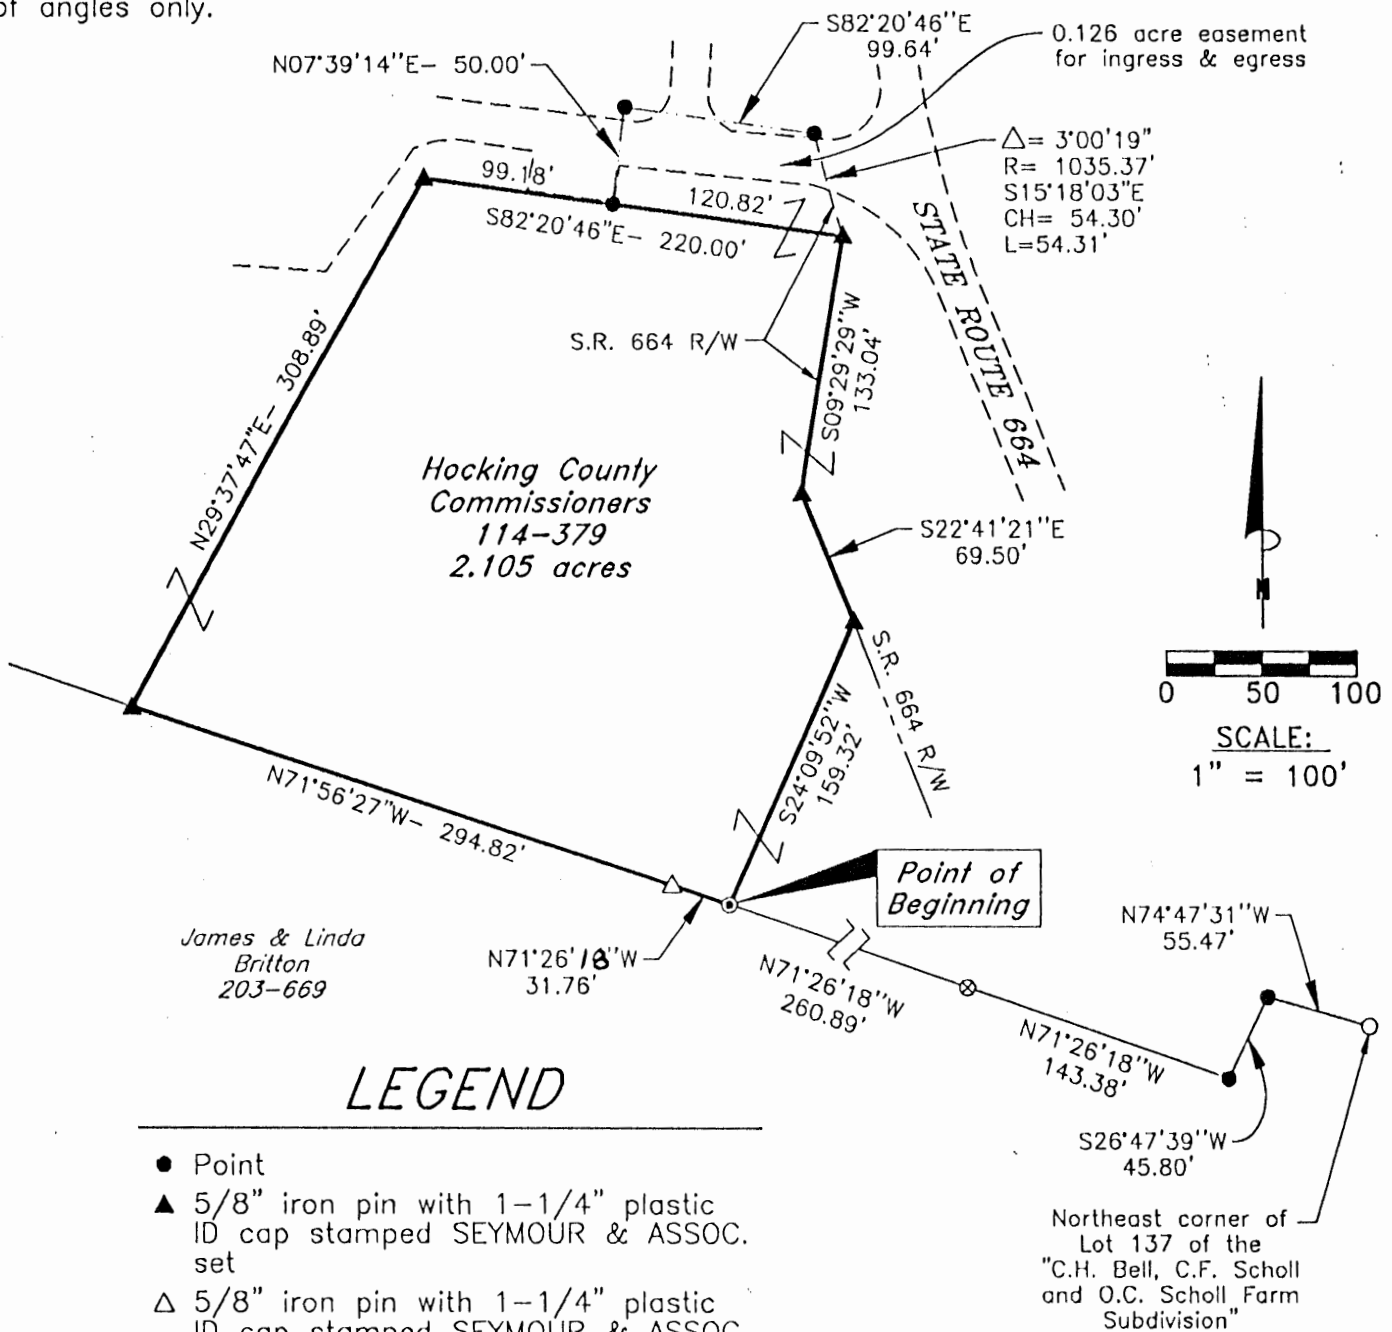 of angles only.
S82°20'46"E
99.64'
0.126 acre easement
for ingress & egress
N07°39'14"E- 50.00'
△= 3°00'19"
R= 1035.37'
S15°18'03"E
CH= 54.30'
L=54.31'
99.18'
120.82'
S82°20'46"E- 220.00'
STATE ROUTE 664
S.R. 664 R/W
S09°29'29"W
133.04'
N29°37'47"E- 308.89'
Hocking County
Commissioners
114-379
2.105 acres
S22°41'21"E
69.50'
N
S.R. 664 R/W
0 50 100
SCALE:
1" = 100'
S24°09'52"W
159.32'
N71°56'27"W- 294.82'
Point of
Beginning
James & Linda
Britton
203-669
N71°26'18"W
31.76'
N71°26'18"W
260.89'
N74°47'31"W
55.47'
N71°26'18"W
143.38'
S26°47'39"W
45.80'
Northeast corner of
Lot 137 of the
"C.H. Bell, C.F. Scholl
and O.C. Scholl Farm
Subdivision"
LEGEND
● Point
▲ 5/8" iron pin with 1-1/4" plastic
ID cap stamped SEYMOUR & ASSOC.
set
△ 5/8" iron pin with 1-1/4" plastic
ID cap stamped SEYMOUR & ASSOC